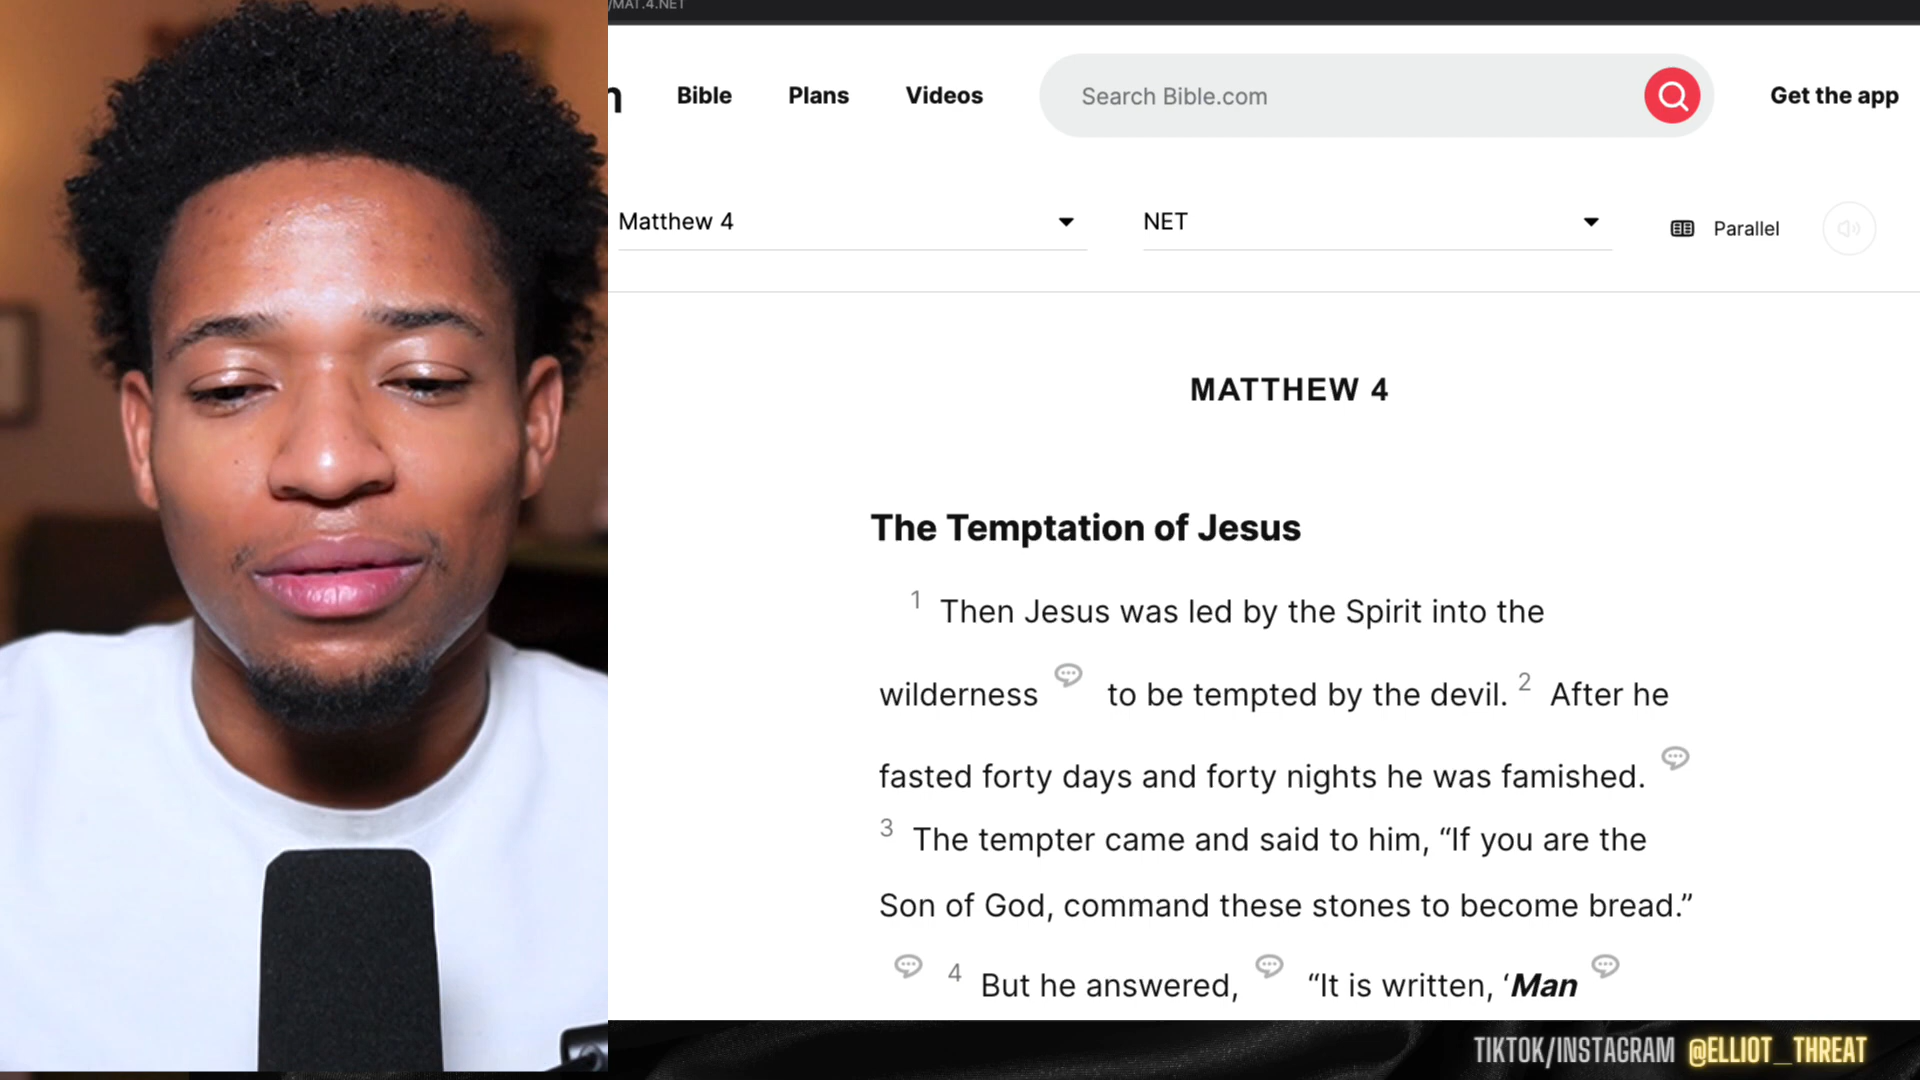 /MAT.4.NET
Bible Plans Videos Search Bible.com Get the app
Matthew 4 NET Parallel
MATTHEW 4
The Temptation of Jesus
1 Then Jesus was led by the Spirit into the
wilderness to be tempted by the devil. 2 After he
fasted forty days and forty nights he was famished.
3 The tempter came and said to him, “If you are the
Son of God, command these stones to become bread.”
4 But he answered, “It is written, ‘Man
TIKTOK/INSTAGRAM @ELLIOT_THREAT